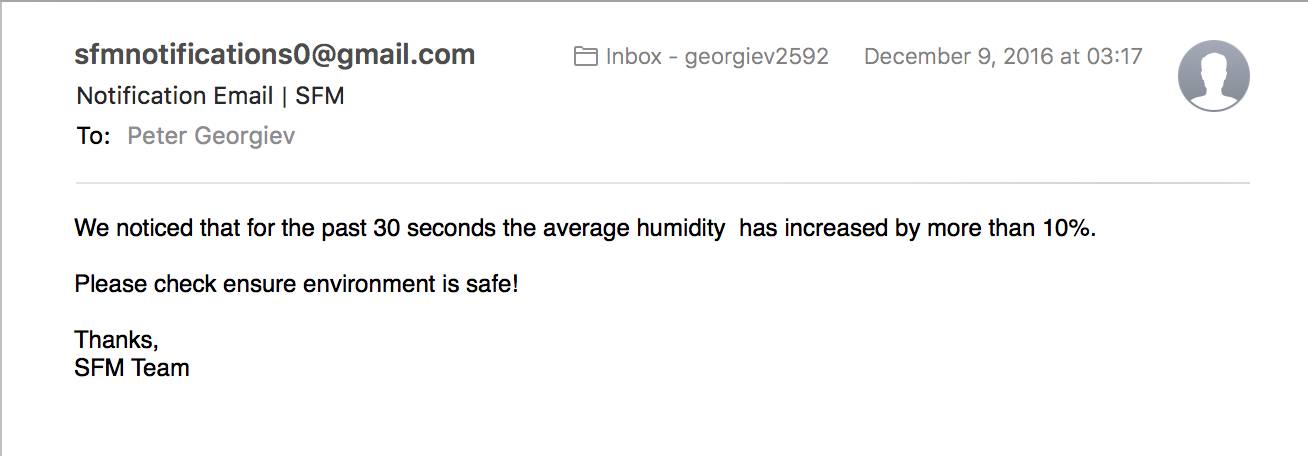 sfmnotifications0@gmail.com Inbox - georgiev2592 December 9, 2016 at 03:17
Notification Email | SFM
To: Peter Georgiev
We noticed that for the past 30 seconds the average humidity  has increased by more than 10%.
Please check ensure environment is safe!
Thanks,
SFM Team